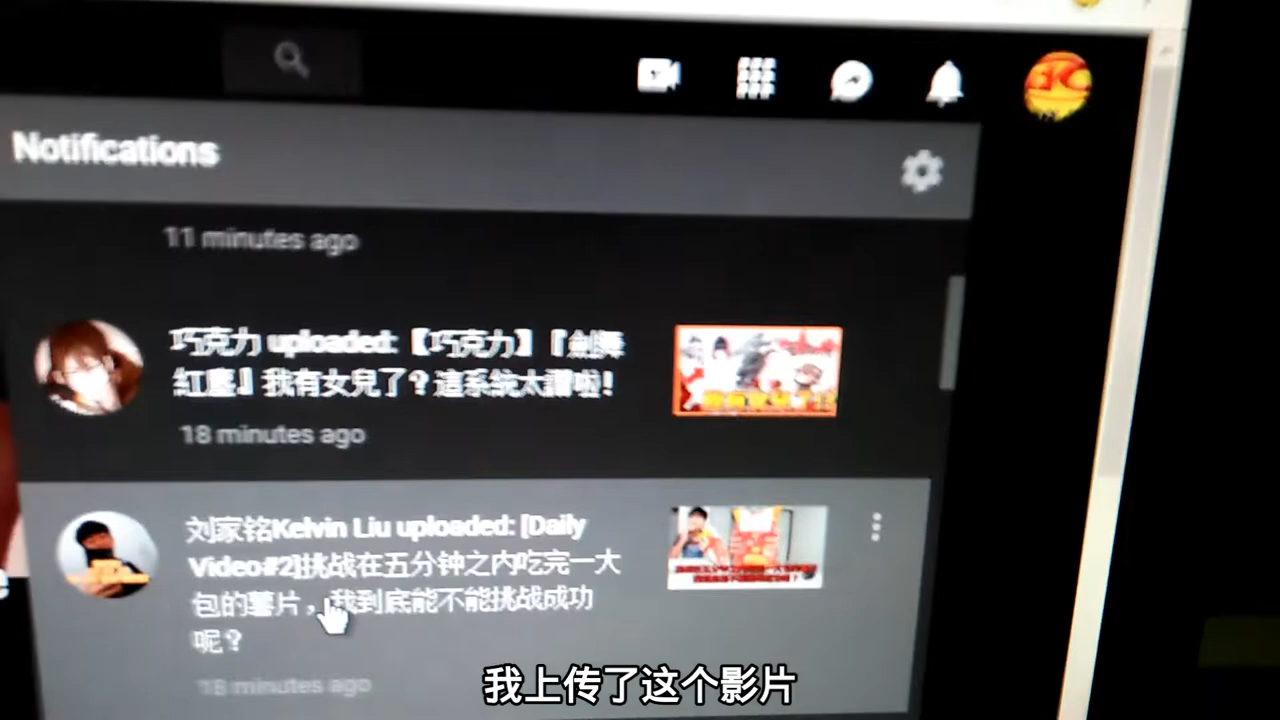 Notifications
11 minutes ago
巧克力 uploaded:【巧克力】『劍舞
紅塵』我有女兒了？這系統太讚啦！
18 minutes ago
刘家铭Kelvin Liu uploaded: [Daily
Video#2]挑战在五分钟之内吃完一大
包的薯片，我到底能不能挑战成功
呢？
18 minutes ago
我上传了这个影片